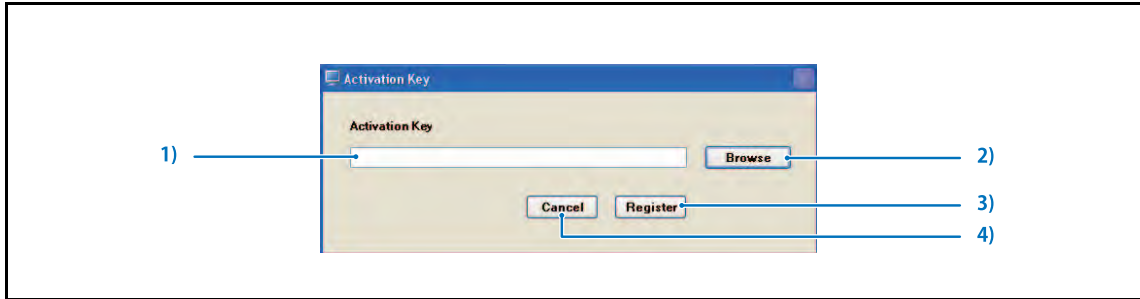 Activation Key
Activation Key
1)
Browse
2)
Cancel
Register
3)
4)